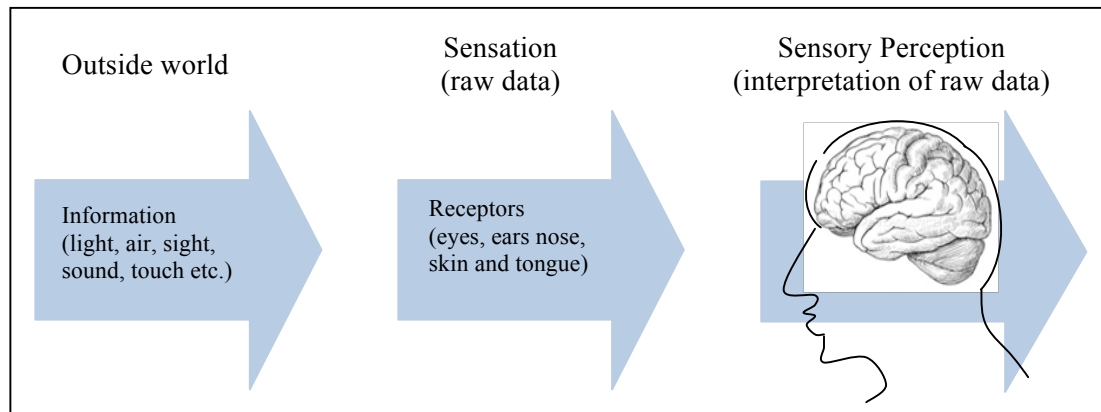 Outside world
Sensation
(raw data)
Sensory Perception
(interpretation of raw data)
Information
(light, air, sight,
sound, touch etc.)
Receptors
(eyes, ears nose,
skin and tongue)